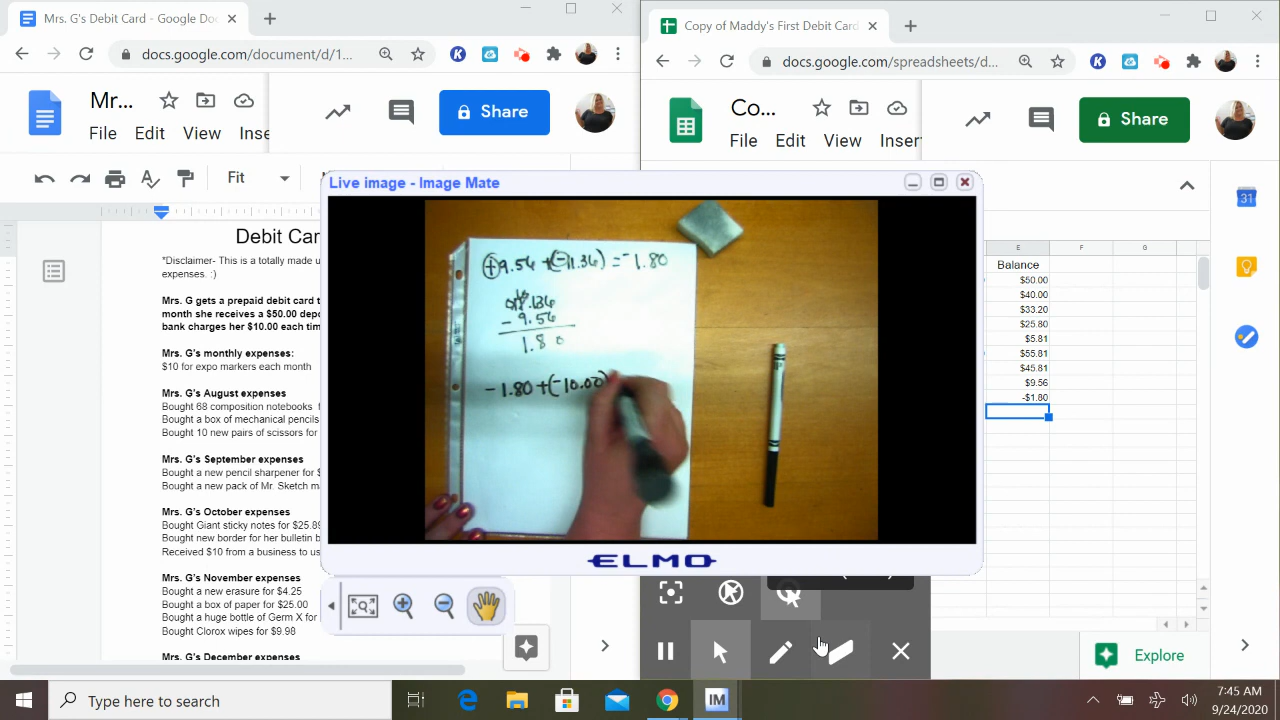 Mrs. G's Debit Card - Google Do
Copy of Maddy's First Debit Card
docs.google.com/document/d/1...
docs.google.com/spreadsheets/d...
Mr...
Share
File Edit View Inse
Co...
Share
File Edit View Inser
Fit
Live image - Image Mate
Debit Car
*Disclaimer- This is a totally made u
expenses. :)
Mrs. G gets a prepaid debit card t
month she receives a $50.00 depo
bank charges her $10.00 each tim
Mrs. G's monthly expenses:
$10 for expo markers each month
Mrs. G's August expenses
Bought 68 composition notebooks f
Bought a box of mechanical pencils
Bought 10 new pairs of scissors for
Mrs. G's September expenses
Bought a new pencil sharpener for $
Bought a new pack of Mr. Sketch m
Mrs. G's October expenses
Bought Giant sticky notes for $25.89
Bought new border for her bulletin b
Received $10 from a business to us
Mrs. G's November expenses
Bought a new erasure for $4.25
Bought a box of paper for $25.00
Bought a huge bottle of Germ X for
Bought Clorox wipes for $9.98
Mrs. G's December expenses
+9.56 +(-11.36) = -1.80
- 9.56
1.80
-1.80 +(-10.00)
ELMO
E F G
Balance
$50.00
$40.00
$33.20
$25.80
$5.81
$55.81
$45.81
$9.56
-$1.80
31
Explore
Type here to search
IM
7:45 AM
9/24/2020